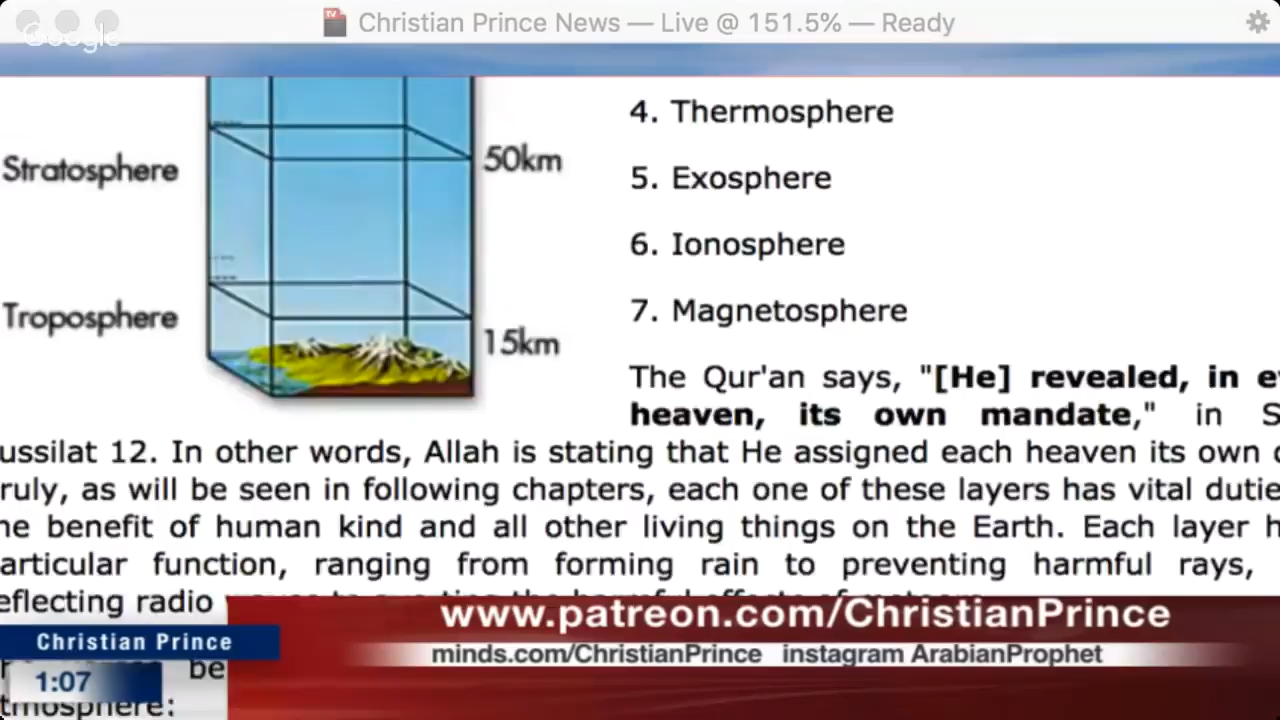 Christian Prince News — Live @ 151.5% — Ready
Google
4. Thermosphere
Stratosphere
50km
5. Exosphere
6. Ionosphere
Troposphere
15km
7. Magnetosphere
The Qur'an says, "[He] revealed, in e
heaven, its own mandate," in S
ussilat 12. In other words, Allah is stating that He assigned each heaven its own
ruly, as will be seen in following chapters, each one of these layers has vital dutie
he benefit of human kind and all other living things on the Earth. Each layer h
articular function, ranging from forming rain to preventing harmful rays,
eflecting radio
www.patreon.com/ChristianPrince
Christian Prince
minds.com/ChristianPrince instagram ArabianProphet
be
1:07
tmosphere: